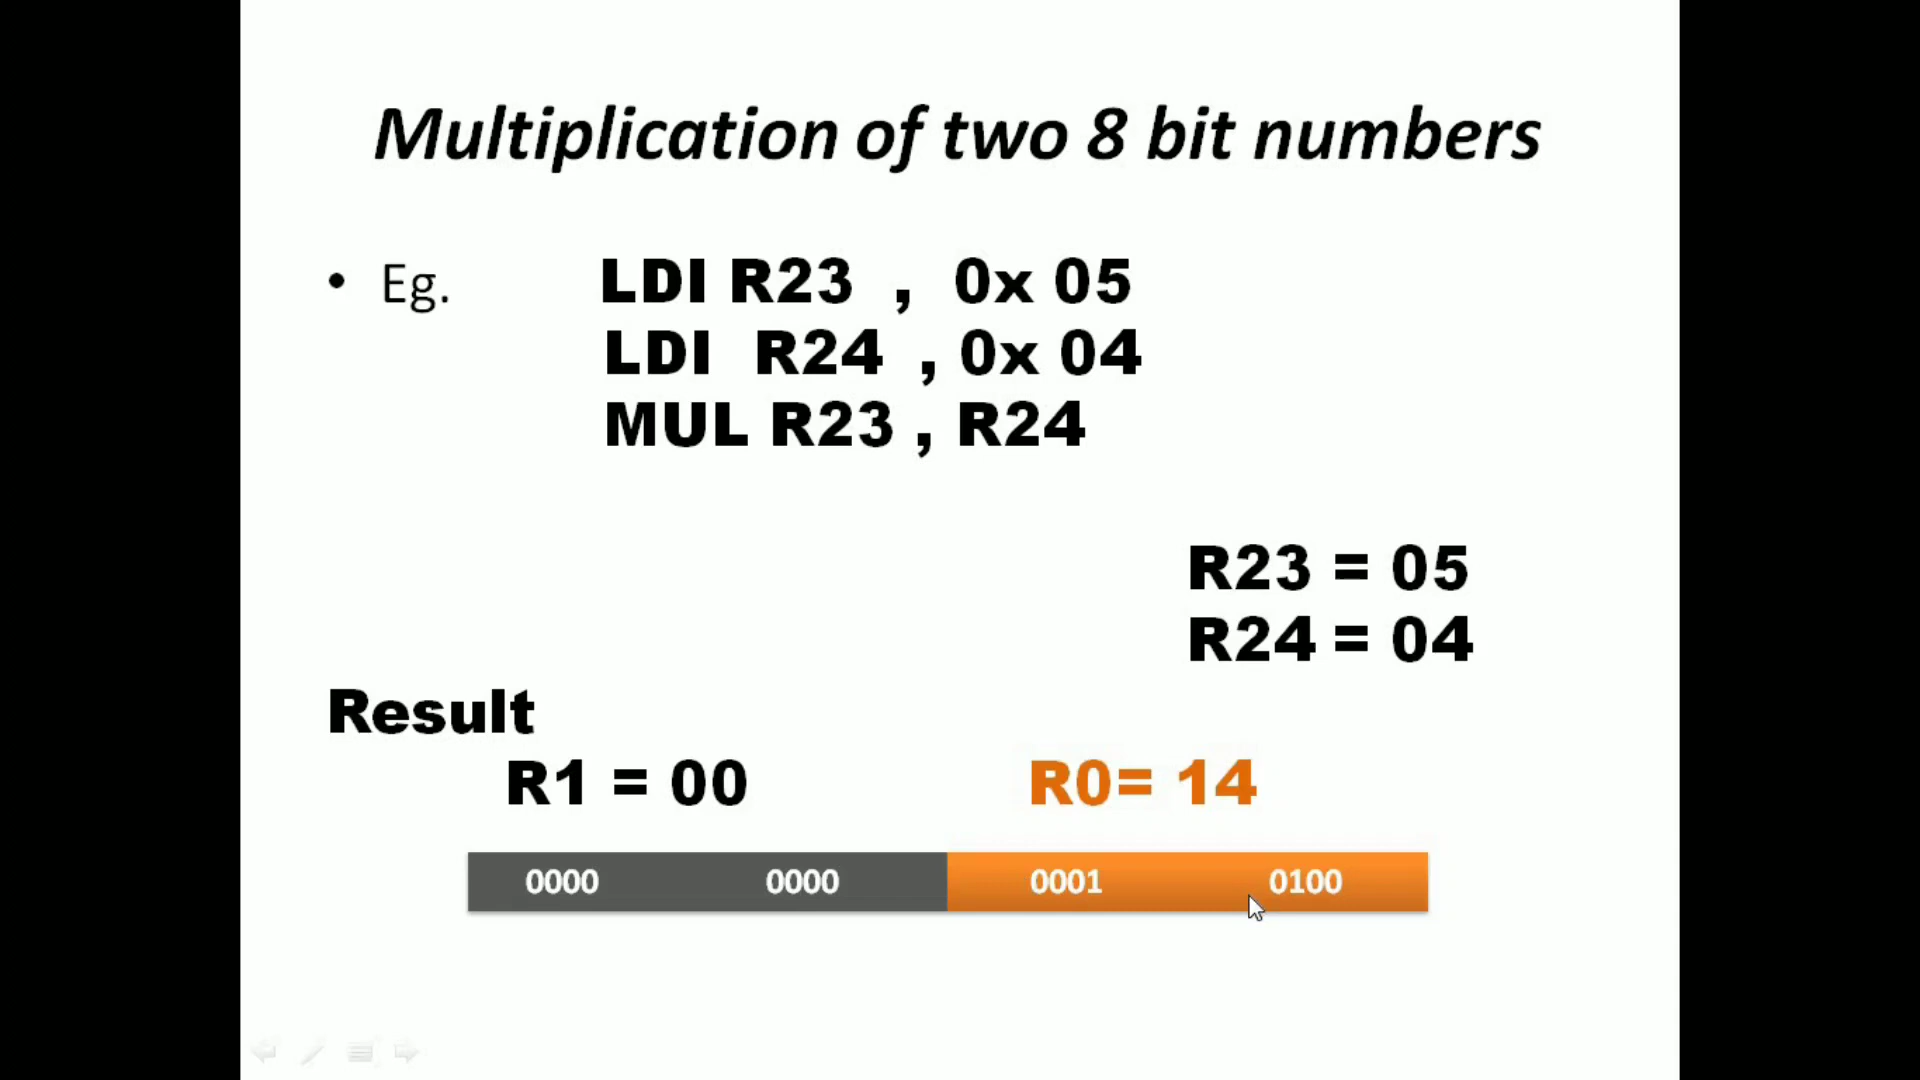 Multiplication of two 8 bit numbers
• Eg. LDI R23 , 0x 05
LDI R24 , 0x 04
MUL R23 , R24
R23 = 05
R24 = 04
Result
R1 = 00 R0= 14
0000 0000 0001 0100